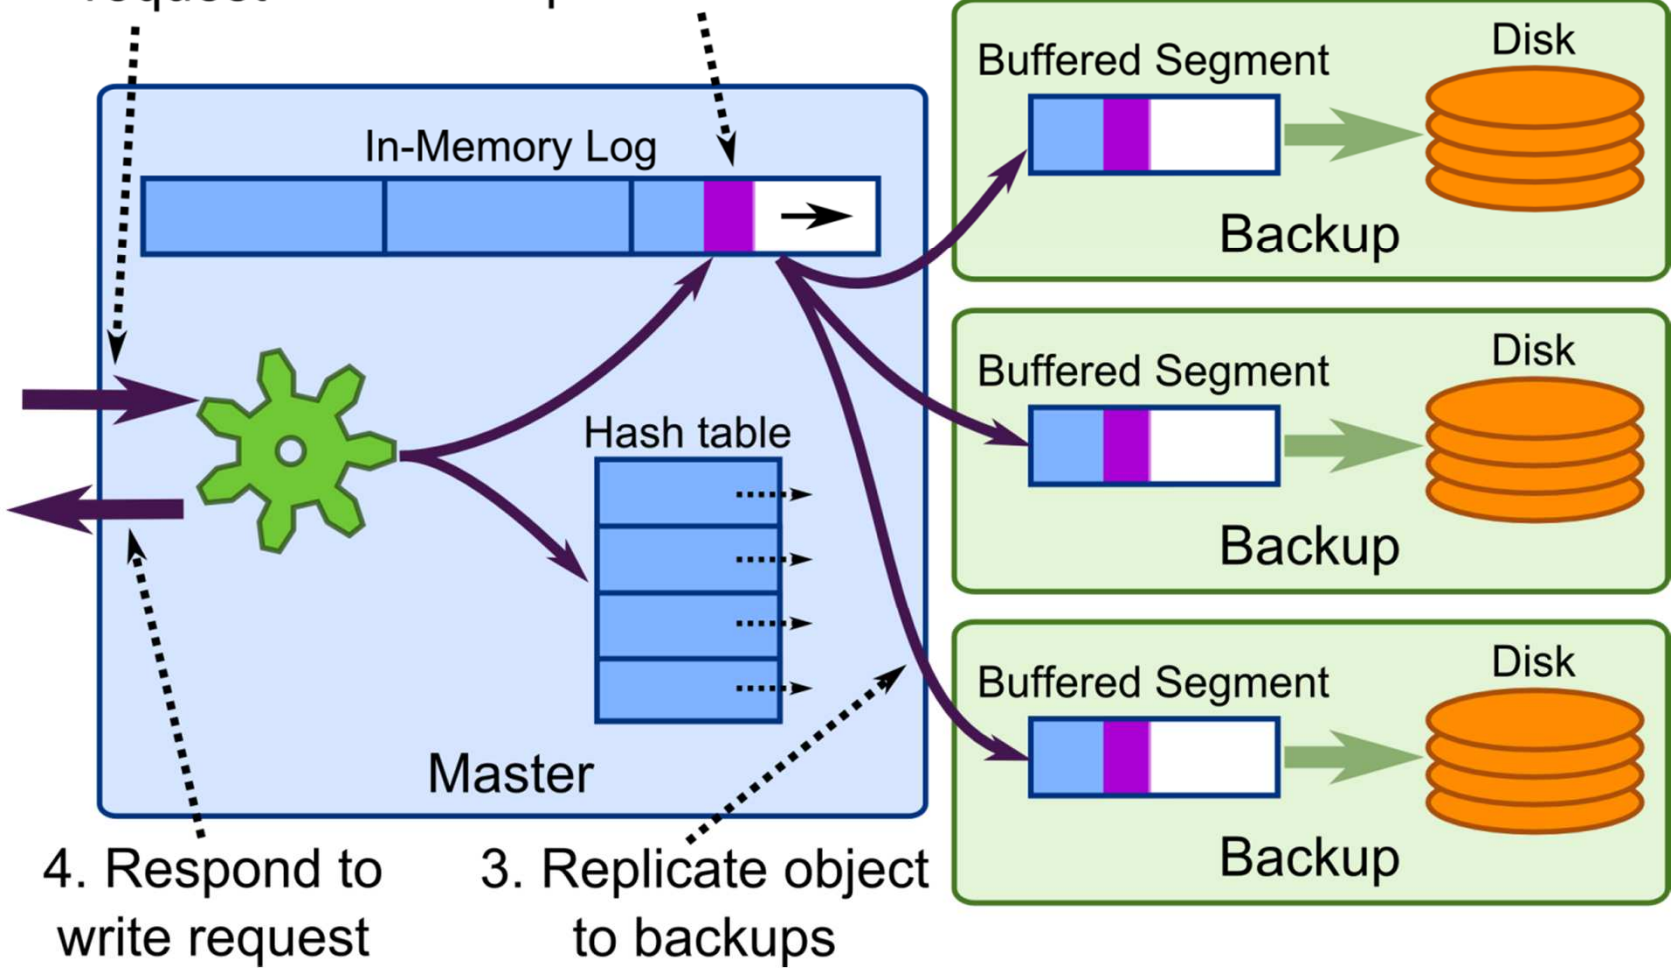 In-Memory Log
Hash table
Master
Buffered Segment
Disk
Backup
Buffered Segment
Disk
Backup
Buffered Segment
Disk
Backup
4. Respond to
write request
3. Replicate object
to backups